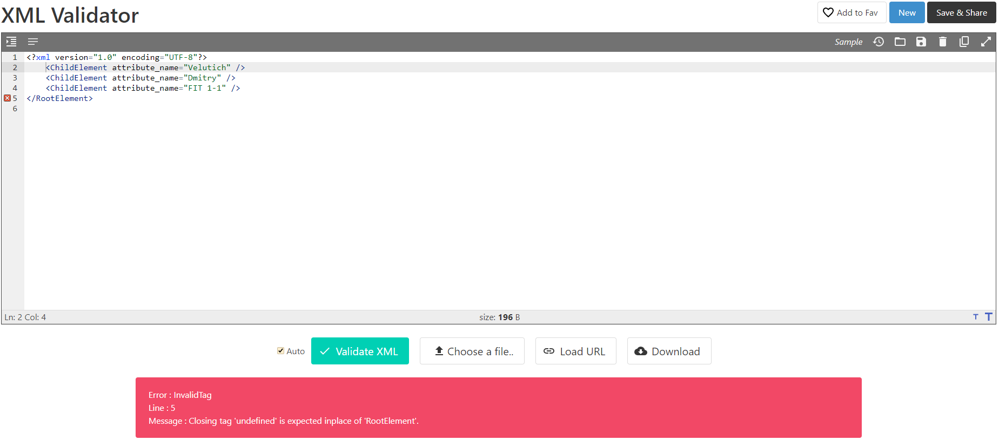 XML Validator
Add to Fav
New
Save & Share
Sample
1 <?xml version="1.0" encoding="UTF-8"?>
2 <ChildElement attribute_name="Velutich" />
3 <ChildElement attribute_name="Dmitry" />
4 <ChildElement attribute_name="FIT 1-1" />
5 </RootElement>
6
Ln: 2 Col: 4
size: 196 B
T T
Auto
Validate XML
Choose a file..
Load URL
Download
Error : InvalidTag
Line : 5
Message : Closing tag 'undefined' is expected inplace of 'RootElement'.